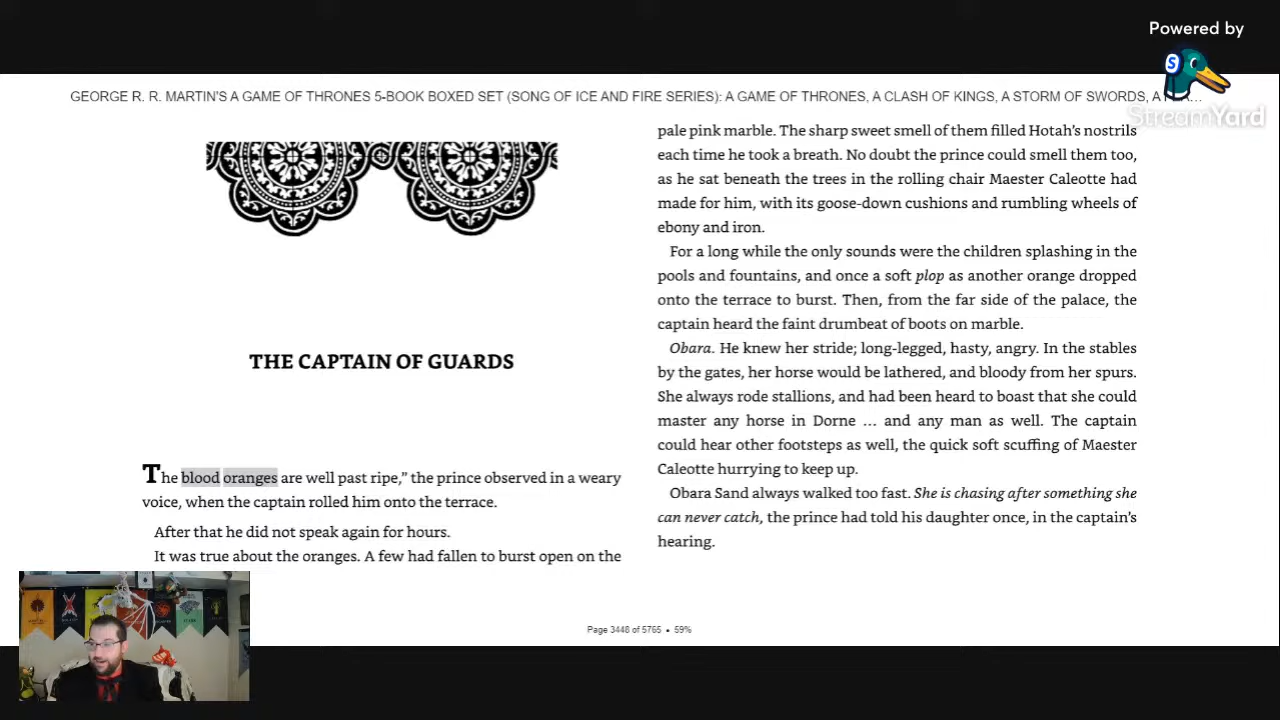 Powered by
S
StreamYard
GEORGE R. R. MARTIN'S A GAME OF THRONES 5-BOOK BOXED SET (SONG OF ICE AND FIRE SERIES): A GAME OF THRONES, A CLASH OF KINGS, A STORM OF SWORDS, A
THE CAPTAIN OF GUARDS
The blood oranges are well past ripe,” the prince observed in a weary
voice, when the captain rolled him onto the terrace.
After that he did not speak again for hours.
It was true about the oranges. A few had fallen to burst open on the
pale pink marble. The sharp sweet smell of them filled Hotah’s nostrils
each time he took a breath. No doubt the prince could smell them too,
as he sat beneath the trees in the rolling chair Maester Caleotte had
made for him, with its goose-down cushions and rumbling wheels of
ebony and iron.
For a long while the only sounds were the children splashing in the
pools and fountains, and once a soft plop as another orange dropped
onto the terrace to burst. Then, from the far side of the palace, the
captain heard the faint drumbeat of boots on marble.
Obara. He knew her stride; long-legged, hasty, angry. In the stables
by the gates, her horse would be lathered, and bloody from her spurs.
She always rode stallions, and had been heard to boast that she could
master any horse in Dorne … and any man as well. The captain
could hear other footsteps as well, the quick soft scuffing of Maester
Caleotte hurrying to keep up.
Obara Sand always walked too fast. She is chasing after something she
can never catch, the prince had told his daughter once, in the captain’s
hearing.
Page 3448 of 5765 • 59%